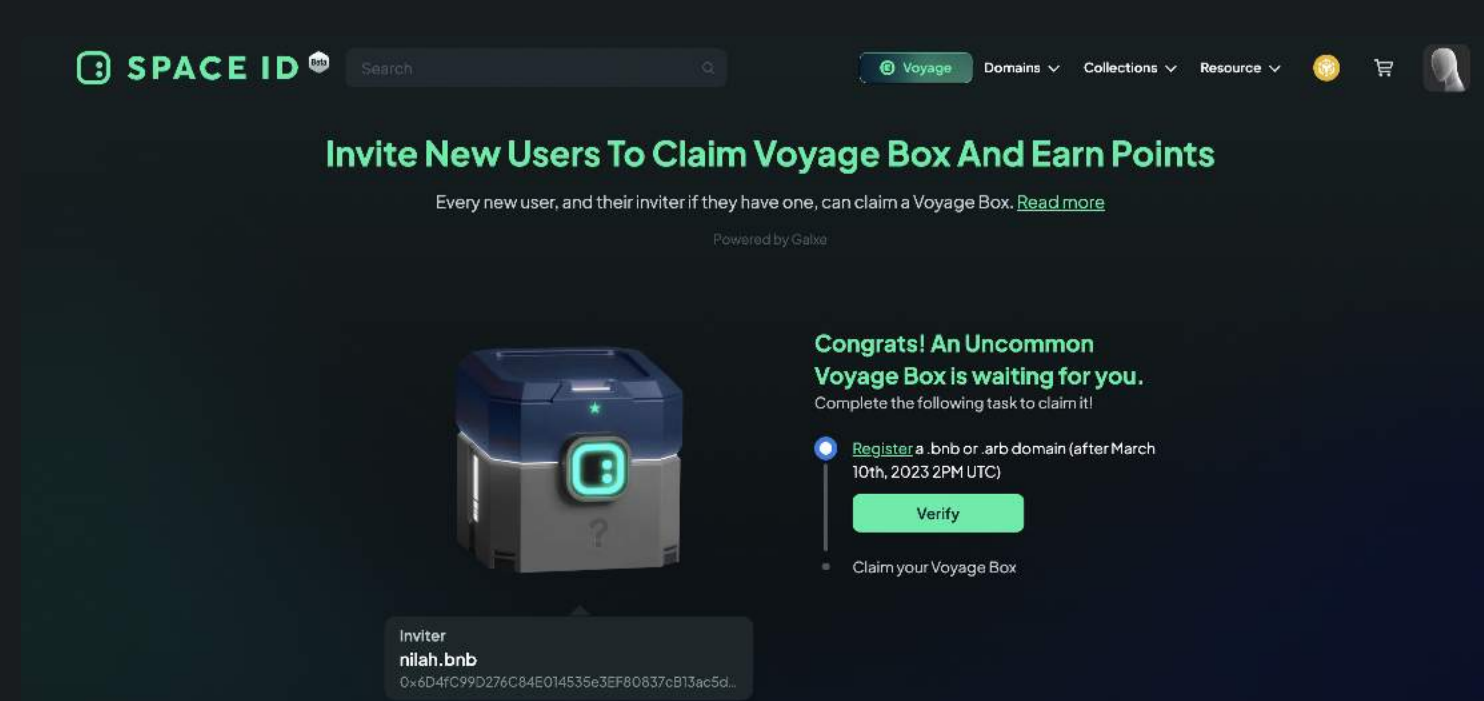 SPACE ID Beta
Search
Voyage Domains Collections Resource
Invite New Users To Claim Voyage Box And Earn Points
Every new user, and their inviter if they have one, can claim a Voyage Box. Read more
Powered by Galxe
Congrats! An Uncommon
Voyage Box is waiting for you.
Complete the following task to claim it!
Register a .bnb or .arb domain (after March
10th, 2023 2PM UTC)
Verify
Claim your Voyage Box
?
Inviter
nilah.bnb
0x6D4fC99D276C84E014535e3EF80837cB13ac5d...